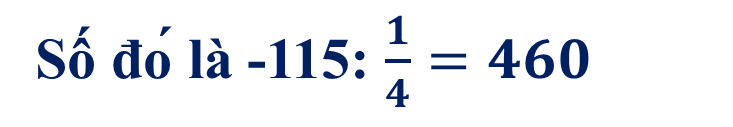 Số đó là -115: 1/4 = 460